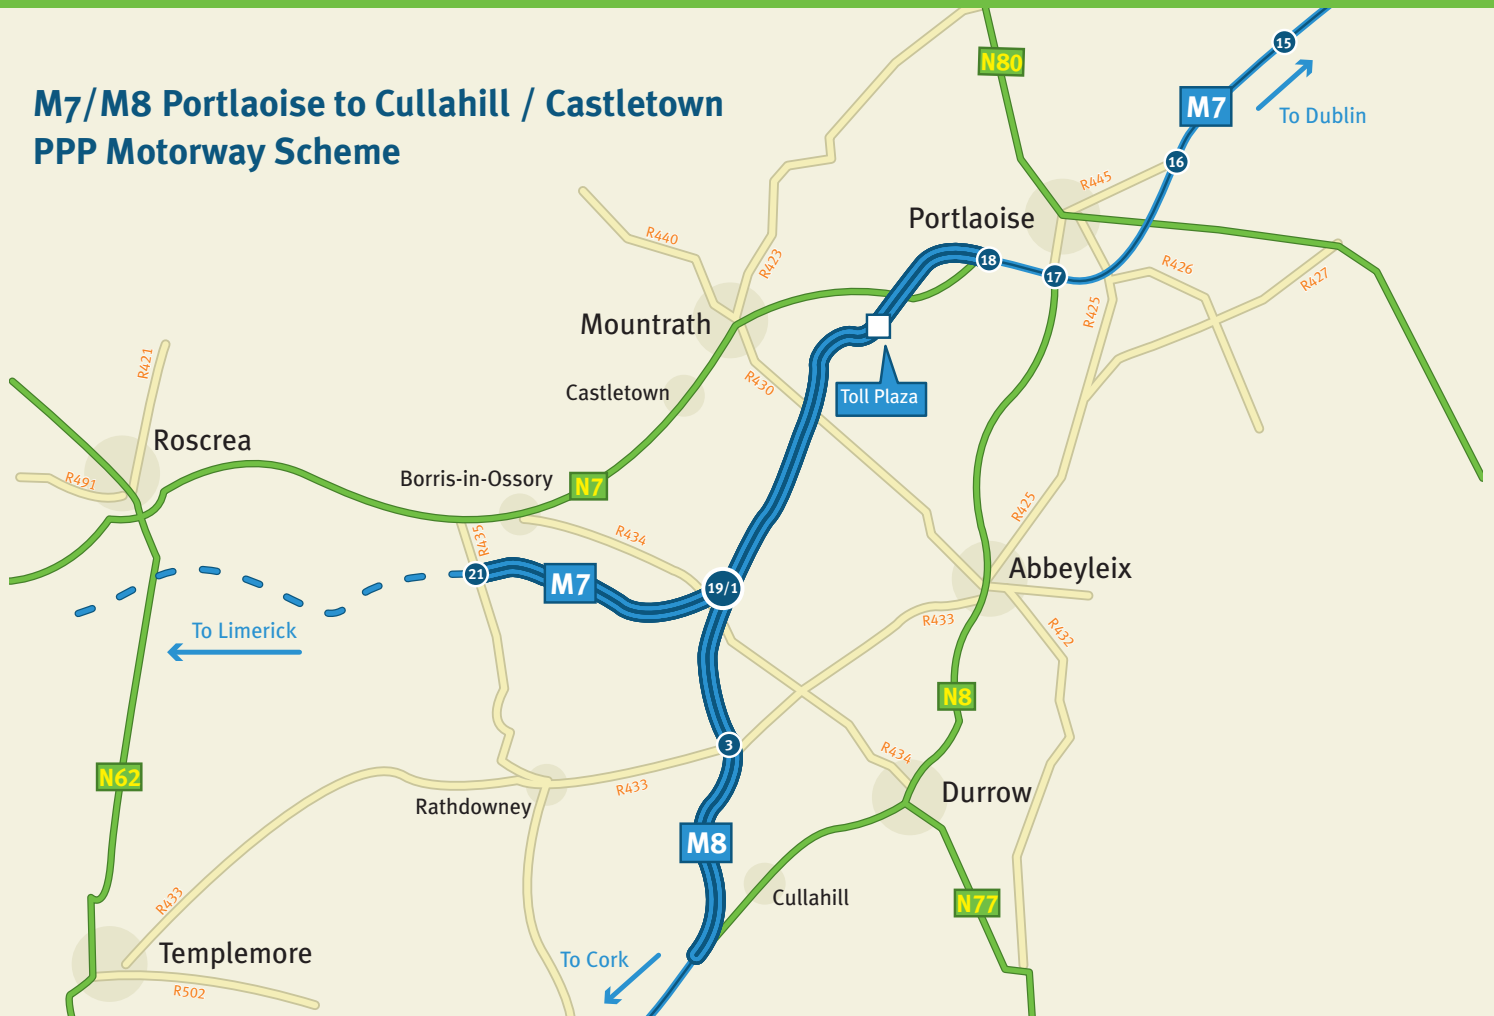 M7/M8 Portlaoise to Cullahill / Castletown
PPP Motorway Scheme
N80
15
M7
To Dublin
16
R445
Portlaoise
R440
R423
18
17
R426
R427
R425
Mountrath
Toll Plaza
R421
Castletown
R430
Roscrea
R491
Borris-in-Ossory
N7
R435
R434
R425
21
M7
19/1
Abbeyleix
To Limerick
R433
R432
N8
3
R434
N62
R433
Rathdowney
Durrow
M8
R433
Cullahill
N77
Templemore
To Cork
R502